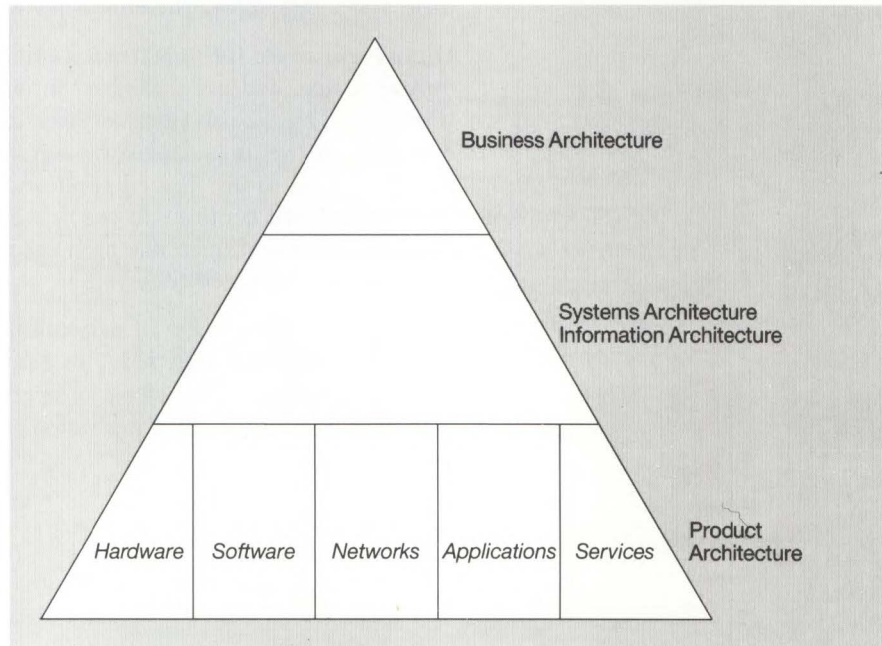 Business Architecture
Systems Architecture
Information Architecture
Hardware Software Networks Applications Services
Product
Architecture